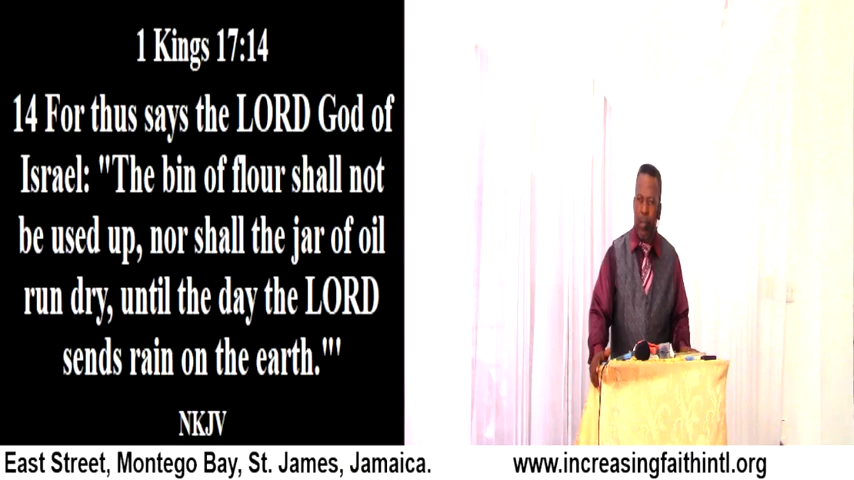 1 Kings 17:14
14 For thus says the LORD God of
Israel: "The bin of flour shall not
be used up, nor shall the jar of oil
run dry, until the day the LORD
sends rain on the earth."'
NKJV
East Street, Montego Bay, St. James, Jamaica.
www.increasingfaithintl.org